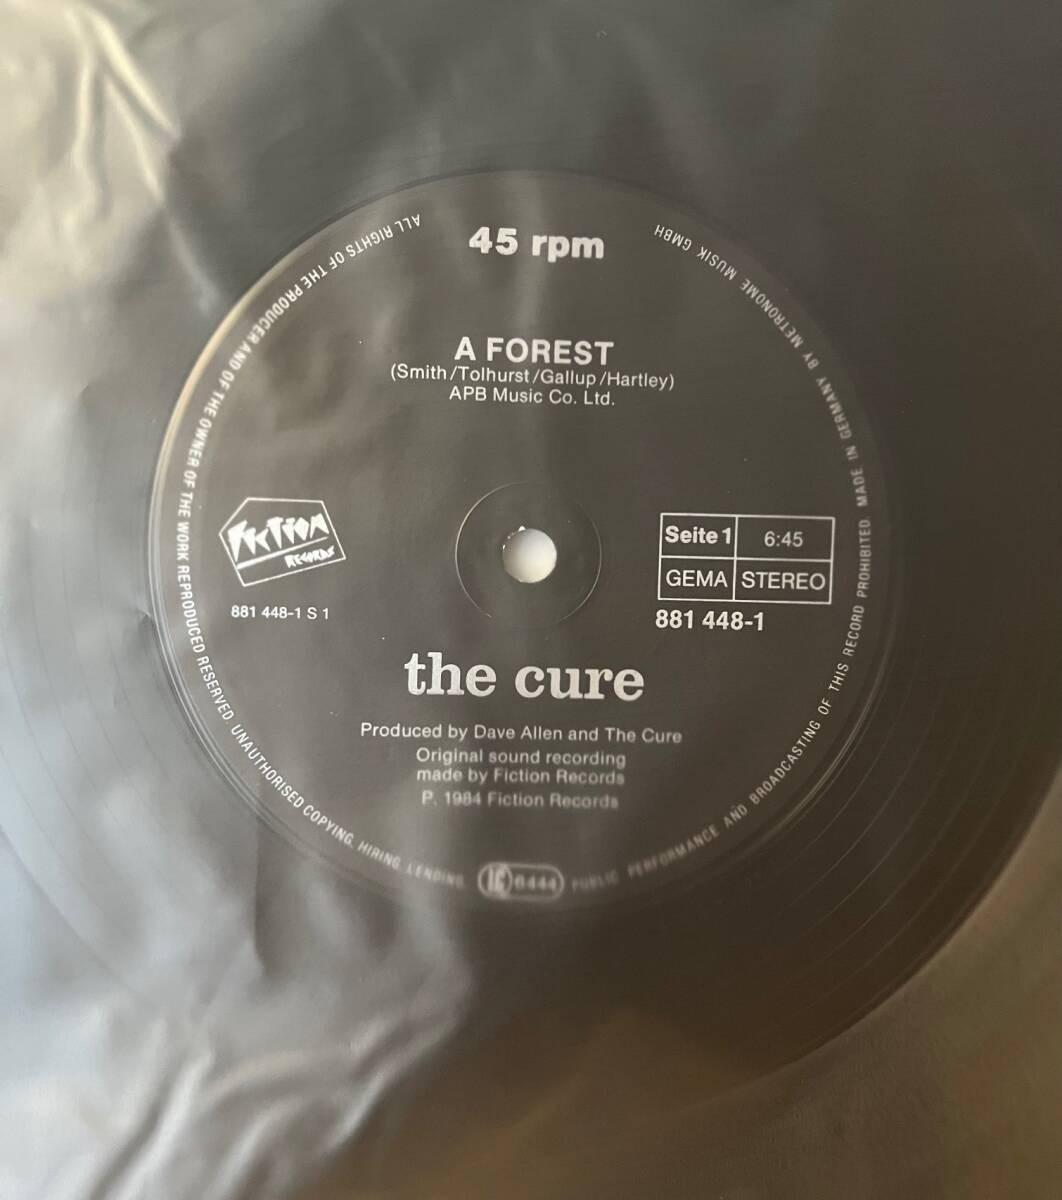 45 rpm
A FOREST
(Smith/Tolhurst/Gallup/Hartley)
APB Music Co. Ltd.
FICTION
RECORDS
881 448-1 S 1
Seite 1
6:45
GEMA
STEREO
881 448-1
the cure
Produced by Dave Allen and The Cure
Original sound recording
made by Fiction Records
P. 1984 Fiction Records
ALL RIGHTS OF THE PRODUCER AND OF THE OWNER OF THE WORK REPRODUCED RESERVED. UNAUTHORISED COPYING, HIRING, LENDING, PUBLIC PERFORMANCE AND BROADCASTING OF THIS RECORD PROHIBITED. MADE IN GERMANY BY METRONOME MUSIK GMBH
LC 6444